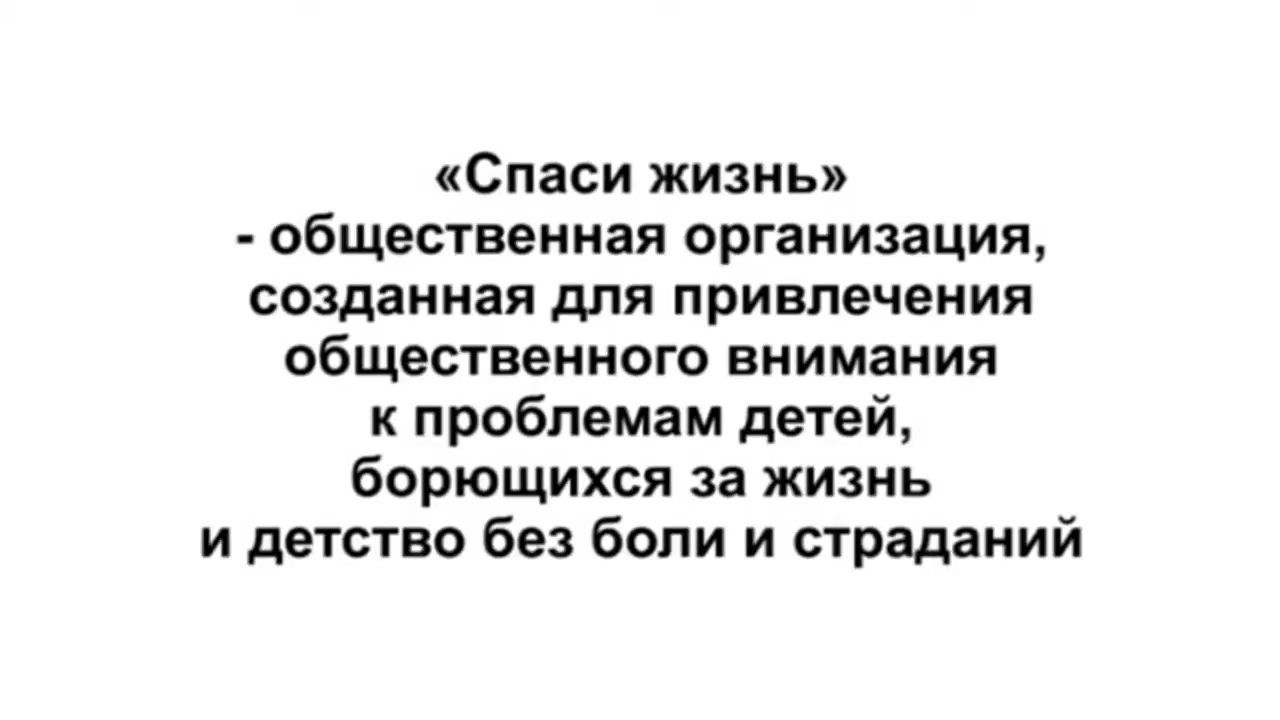 «Спаси жизнь»
- общественная организация,
созданная для привлечения
общественного внимания
к проблемам детей,
борющихся за жизнь
и детство без боли и страданий